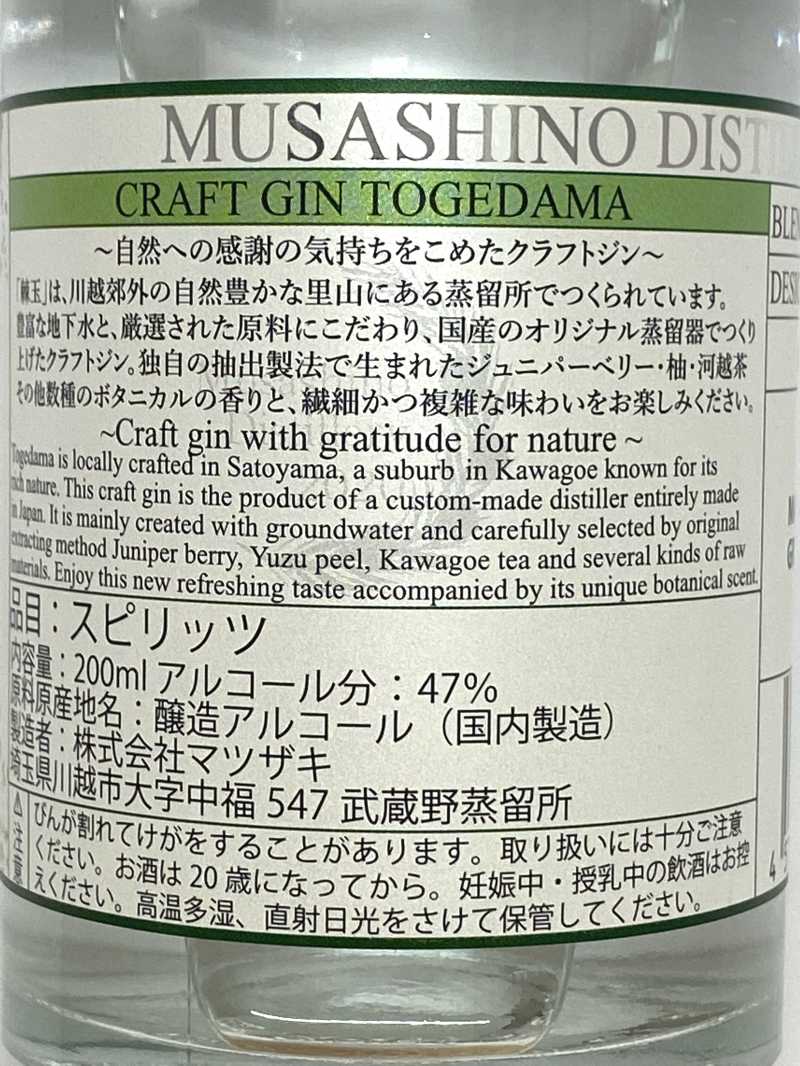 MUSASHINO DIST
CRAFT GIN TOGEDAMA
～自然への感謝の気持ちをこめたクラフトジン～
「棘玉」は、川越郊外の自然豊かな里山にある蒸留所でつくられています。
豊富な地下水と、厳選された原料にこだわり、国産のオリジナル蒸留器でつくり
上げたクラフトジン。独自の抽出製法で生まれたジュニパーベリー・柚・河越茶
その他数種のボタニカルの香りと、繊細かつ複雑な味わいをお楽しみください。
~Craft gin with gratitude for nature ~
Togedama is locally crafted in Satoyama, a suburb in Kawagoe known for its
rich nature. This craft gin is the product of a custom-made distiller entirely made
in Japan. It is mainly created with groundwater and carefully selected by original
extracting method Juniper berry, Yuzu peel, Kawagoe tea and several kinds of raw
materials. Enjoy this new refreshing taste accompanied by its unique botanical scent.
品目：スピリッツ
内容量：200ml アルコール分：47%
原料原産地名：醸造アルコール（国内製造）
製造者：株式会社マツザキ
埼玉県川越市大字中福 547 武蔵野蒸留所
⚠注意
びんが割れてけがをすることがあります。取り扱いには十分ご注意
ください。お酒は 20 歳になってから。妊娠中・授乳中の飲酒はお控
えください。高温多湿、直射日光をさけて保管してください。
BLE
DES
4